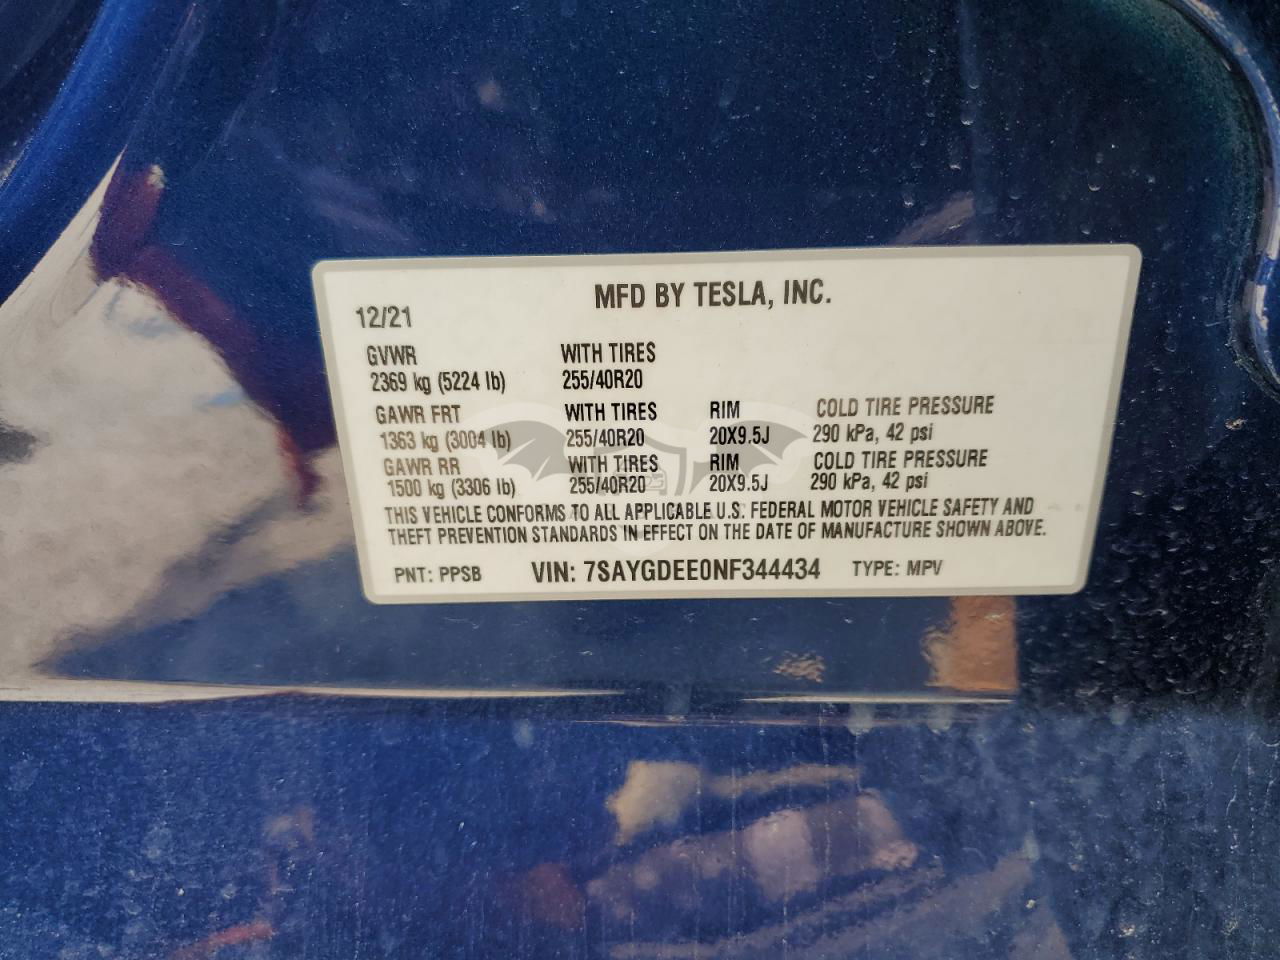 MFD BY TESLA, INC.
12/21
GVWR WITH TIRES
2369 kg (5224 lb) 255/40R20
GAWR FRT WITH TIRES RIM COLD TIRE PRESSURE
1363 kg (3004 lb) 255/40R20 20X9.5J 290 kPa, 42 psi
GAWR RR WITH TIRES RIM COLD TIRE PRESSURE
1500 kg (3306 lb) 255/40R20 20X9.5J 290 kPa, 42 psi
THIS VEHICLE CONFORMS TO ALL APPLICABLE U.S. FEDERAL MOTOR VEHICLE SAFETY AND
THEFT PREVENTION STANDARDS IN EFFECT ON THE DATE OF MANUFACTURE SHOWN ABOVE.
PNT: PPSB VIN: 7SAYGDEE0NF344434 TYPE: MPV